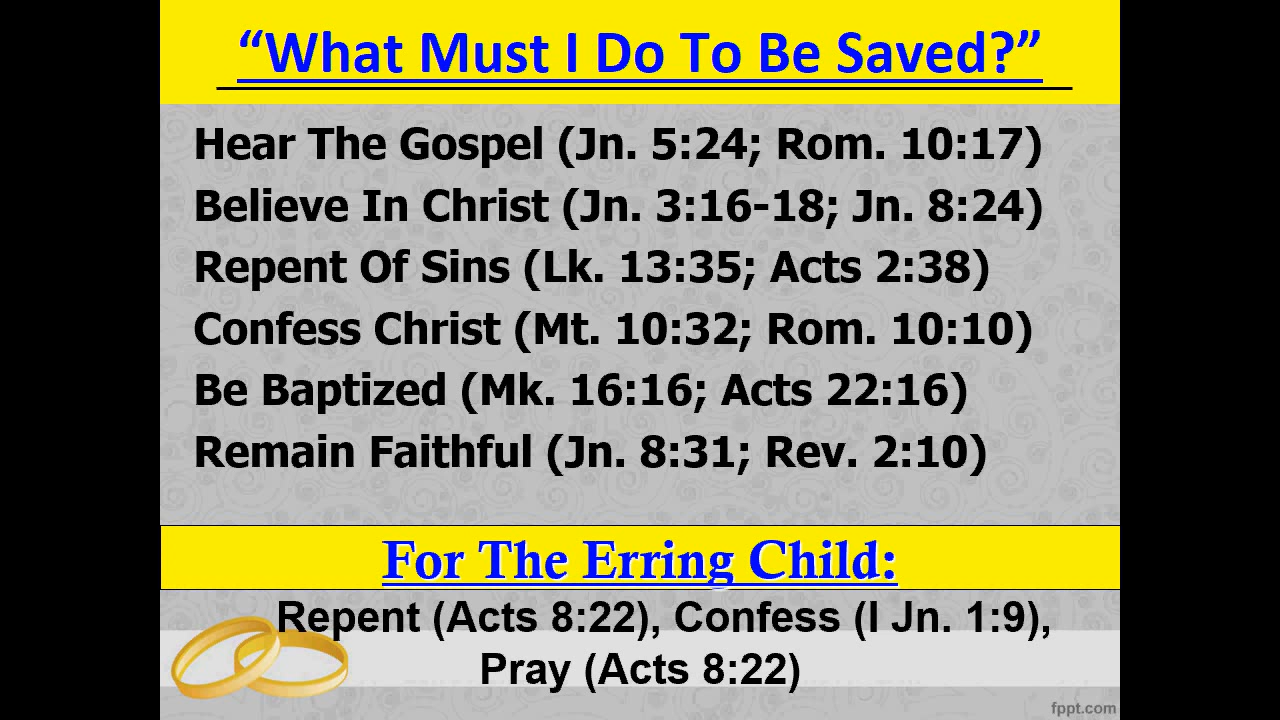 “What Must I Do To Be Saved?”
Hear The Gospel (Jn. 5:24; Rom. 10:17)
Believe In Christ (Jn. 3:16-18; Jn. 8:24)
Repent Of Sins (Lk. 13:35; Acts 2:38)
Confess Christ (Mt. 10:32; Rom. 10:10)
Be Baptized (Mk. 16:16; Acts 22:16)
Remain Faithful (Jn. 8:31; Rev. 2:10)
For The Erring Child:
Repent (Acts 8:22), Confess (I Jn. 1:9),
Pray (Acts 8:22)
fppt.com